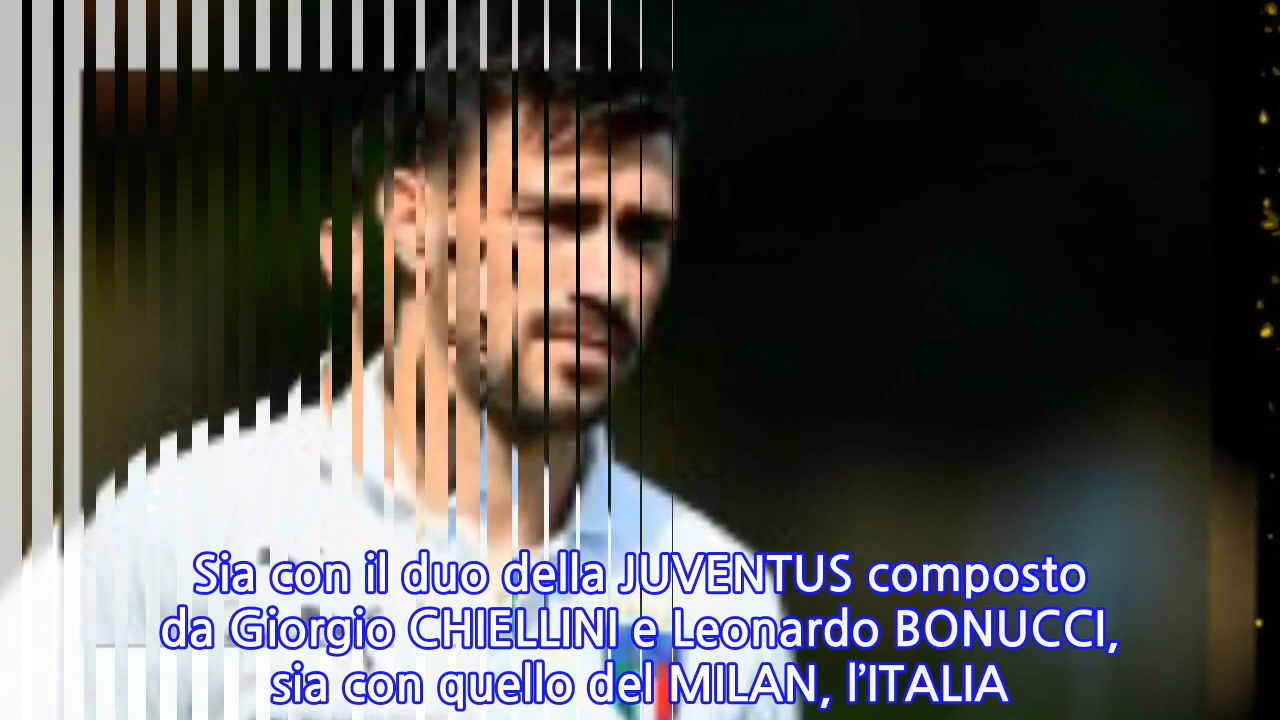 Sia con il duo della JUVENTUS composto
da Giorgio CHIELLINI e Leonardo BONUCCI,
sia con quello del MILAN, l'ITALIA